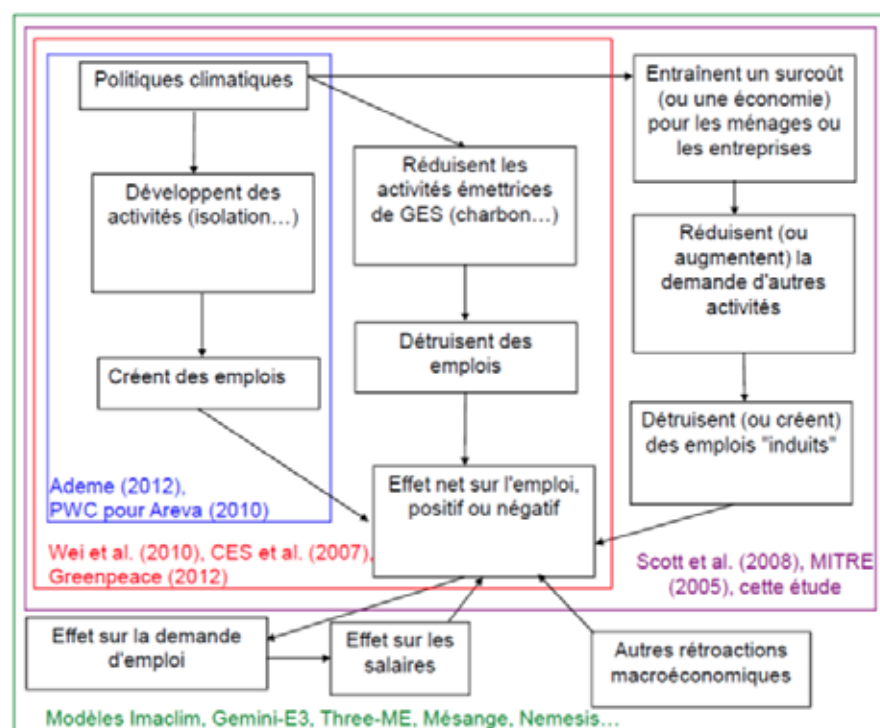 Politiques climatiques
Entraînent un surcoût
(ou une économie)
pour les ménages ou
les entreprises
Développent des
activités (isolation…)
Réduisent les
activités émettrices
de GES (charbon…)
Réduisent (ou
augmentent) la
demande d'autres
activités
Créent des emplois
Détruisent des
emplois
Détruisent (ou créent)
des emplois "induits"
Ademe (2012),
PWC pour Areva (2010)
Effet net sur l'emploi,
positif ou négatif
Wei et al. (2010), CES et al. (2007),
Greenpeace (2012)
Scott et al. (2008), MITRE
(2005), cette étude
Effet sur la demande
d'emploi
Effet sur les
salaires
Autres rétroactions
macroéconomiques
Modèles Imaclim, Gemini-E3, Three-ME, Mésange, Nemesis…